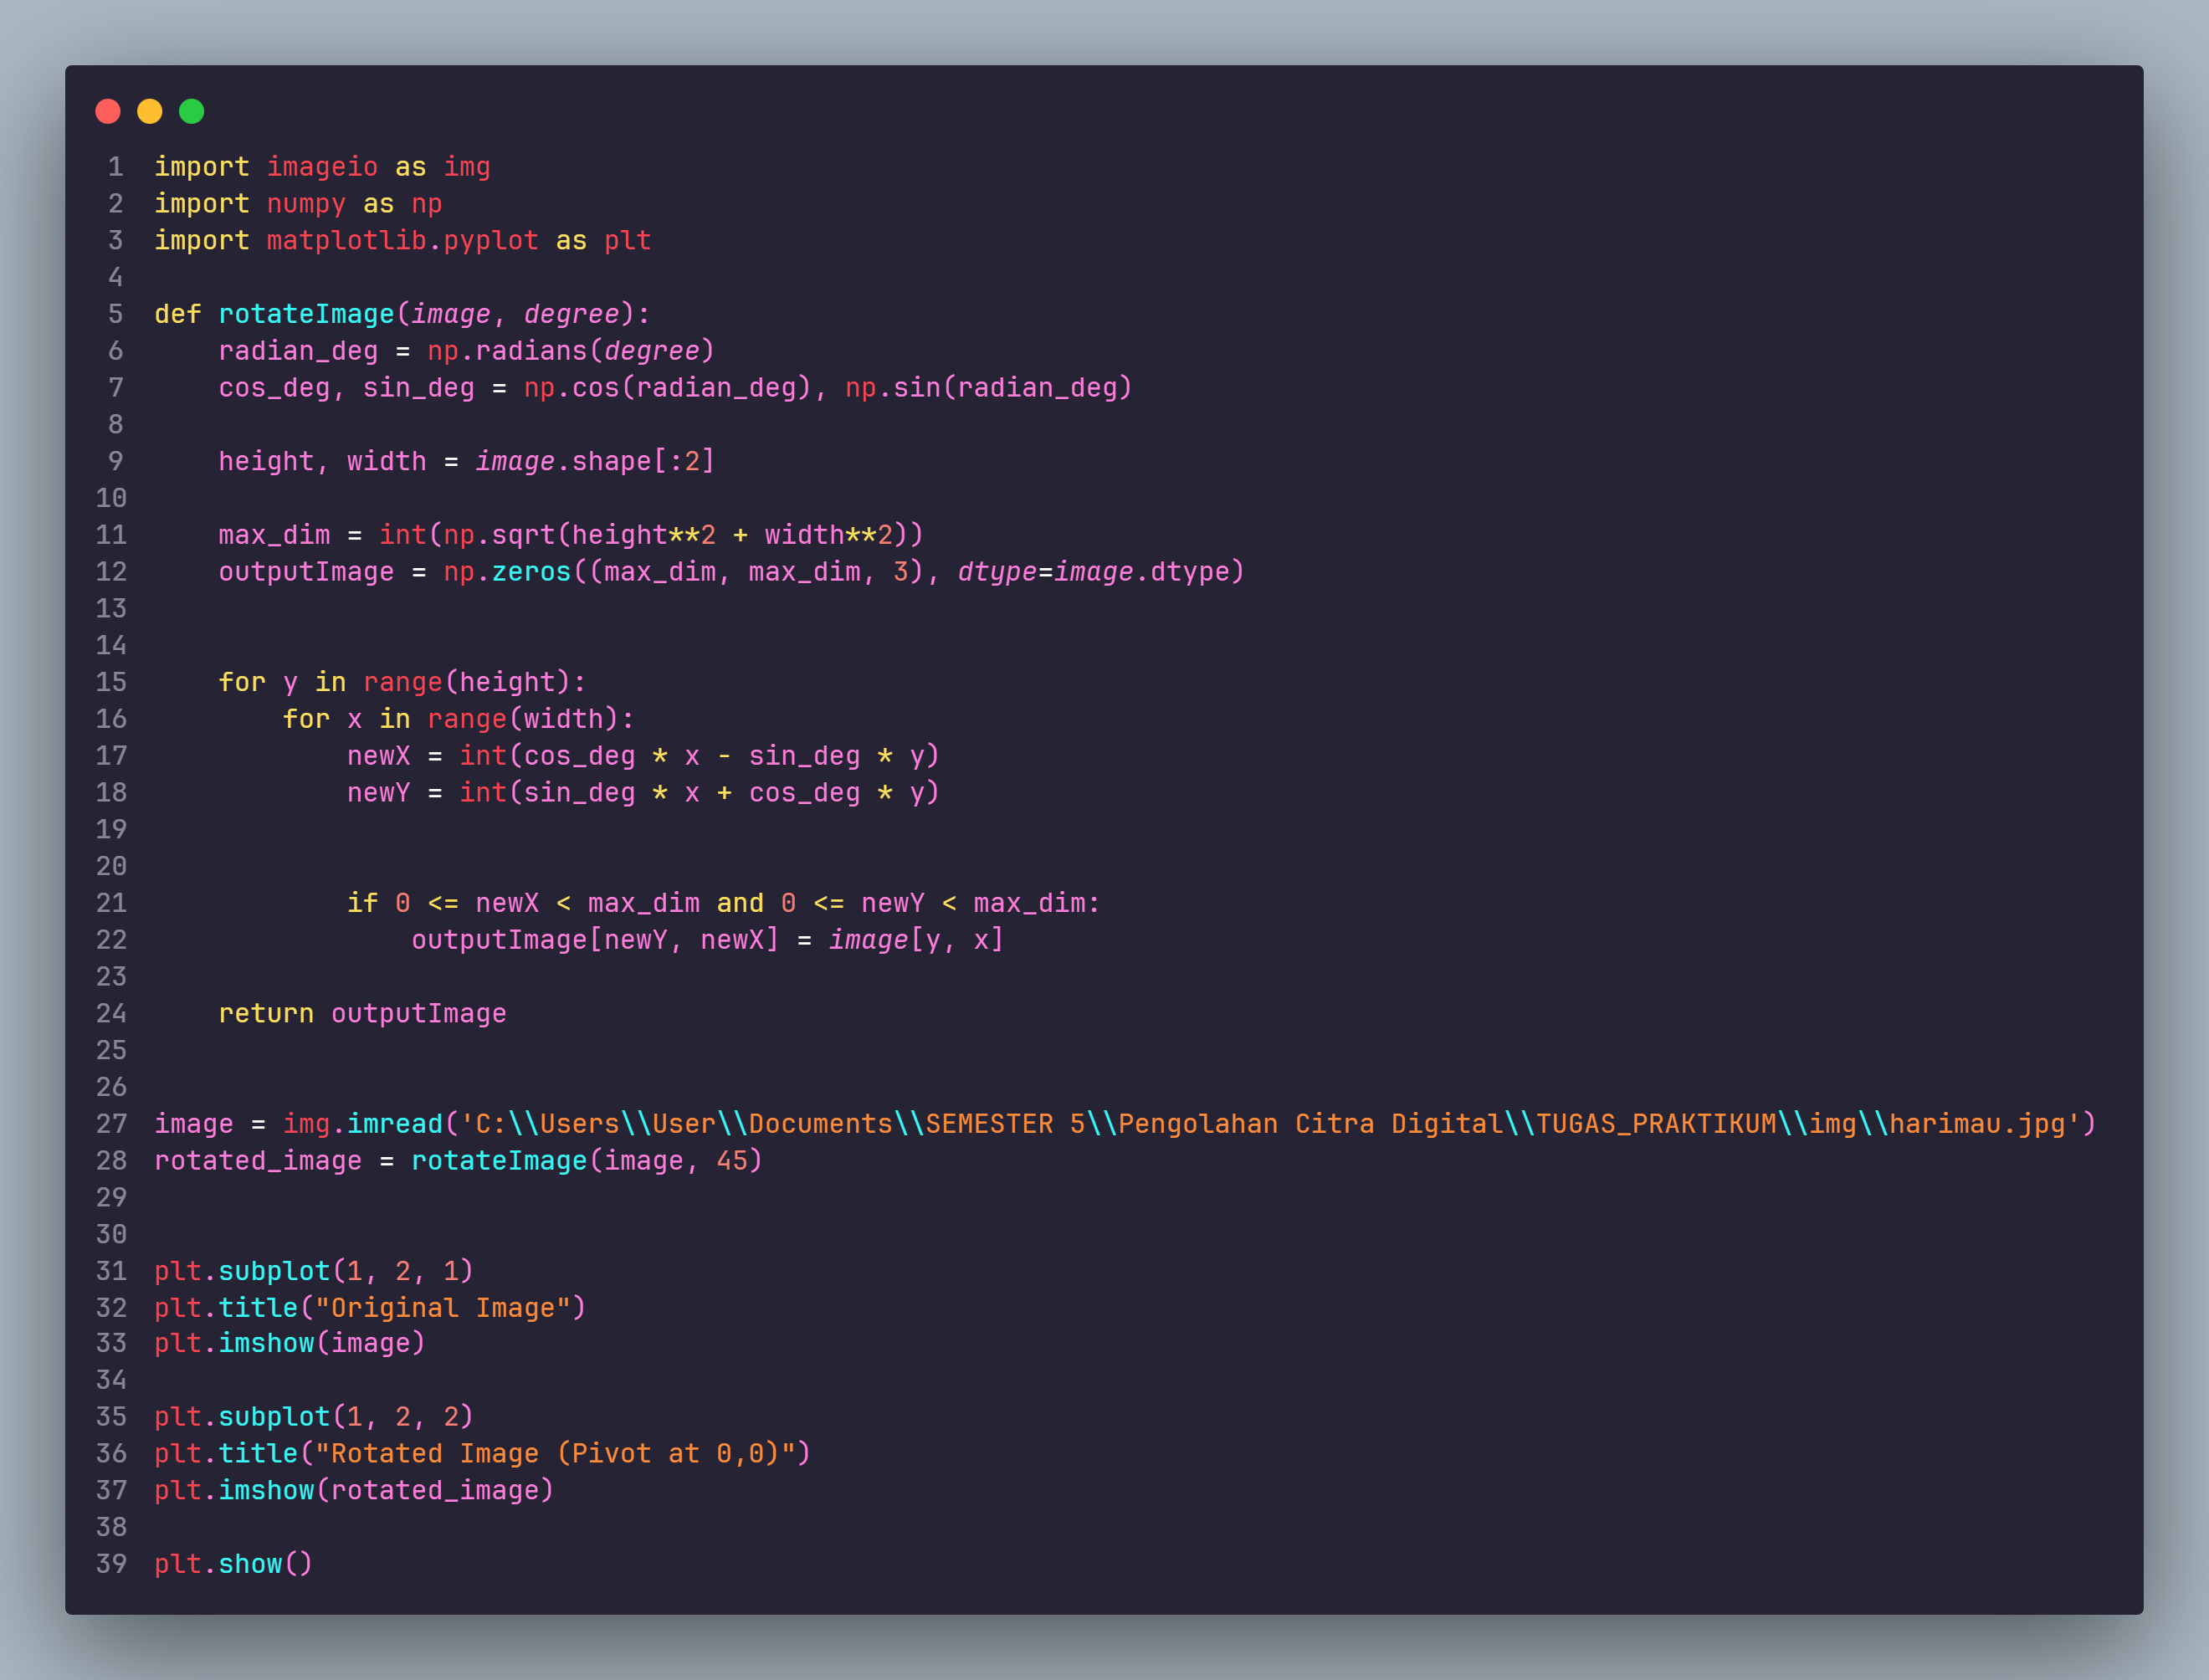 1 import imageio as img
2 import numpy as np
3 import matplotlib.pyplot as plt
4
5 def rotateImage(image, degree):
6     radian_deg = np.radians(degree)
7     cos_deg, sin_deg = np.cos(radian_deg), np.sin(radian_deg)
8
9     height, width = image.shape[:2]
10
11     max_dim = int(np.sqrt(height**2 + width**2))
12     outputImage = np.zeros((max_dim, max_dim, 3), dtype=image.dtype)
13
14
15     for y in range(height):
16         for x in range(width):
17             newX = int(cos_deg * x - sin_deg * y)
18             newY = int(sin_deg * x + cos_deg * y)
19
20
21             if 0 <= newX < max_dim and 0 <= newY < max_dim:
22                 outputImage[newY, newX] = image[y, x]
23
24     return outputImage
25
26
27 image = img.imread('C:\\Users\\User\\Documents\\SEMESTER 5\\Pengolahan Citra Digital\\TUGAS_PRAKTIKUM\\img\\harimau.jpg')
28 rotated_image = rotateImage(image, 45)
29
30
31 plt.subplot(1, 2, 1)
32 plt.title("Original Image")
33 plt.imshow(image)
34
35 plt.subplot(1, 2, 2)
36 plt.title("Rotated Image (Pivot at 0,0)")
37 plt.imshow(rotated_image)
38
39 plt.show()